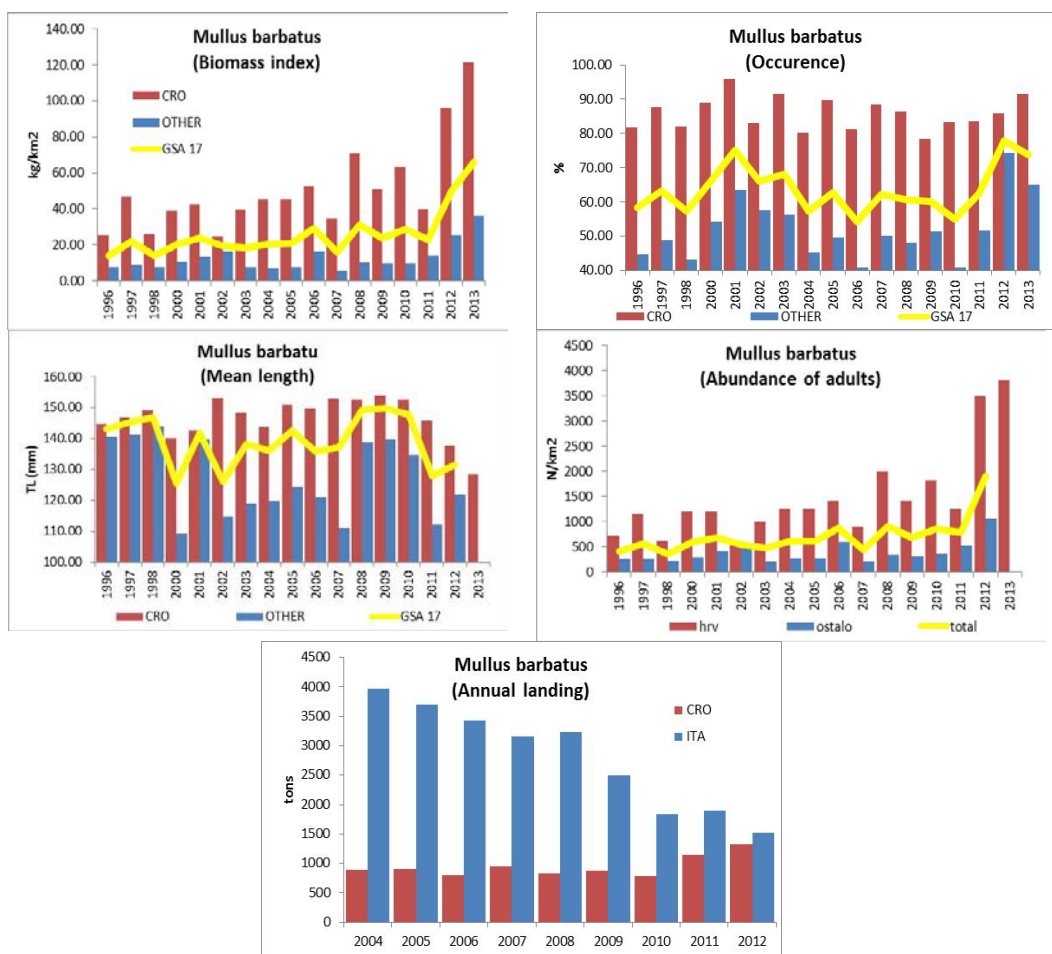 Mullus barbatus
(Biomass index)
140.00
120.00
100.00
80.00
60.00
40.00
20.00
0.00
kg/km2
CRO
OTHER
GSA 17
1996 1997 1998 2000 2001 2002 2003 2004 2005 2006 2007 2008 2009 2010 2011 2012 2013
Mullus barbatus
(Occurence)
100.00
90.00
80.00
70.00
60.00
50.00
40.00
%
1996 1997 1998 2000 2001 2002 2003 2004 2005 2006 2007 2008 2009 2010 2011 2012 2013
CRO OTHER GSA 17
Mullus barbatu
(Mean length)
160.00
150.00
140.00
130.00
120.00
110.00
100.00
TL (mm)
1996 1997 1998 2000 2001 2002 2003 2004 2005 2006 2007 2008 2009 2010 2011 2012 2013
CRO OTHER GSA 17
Mullus barbatus
(Abundance of adults)
4500
4000
3500
3000
2500
2000
1500
1000
500
0
N/km2
1996 1997 1998 2000 2001 2002 2003 2004 2005 2006 2007 2008 2009 2010 2011 2012 2013
hrv ostalo total
Mullus barbatus
(Annual landing)
4500
4000
3500
3000
2500
2000
1500
1000
500
0
tons
CRO
ITA
2004 2005 2006 2007 2008 2009 2010 2011 2012